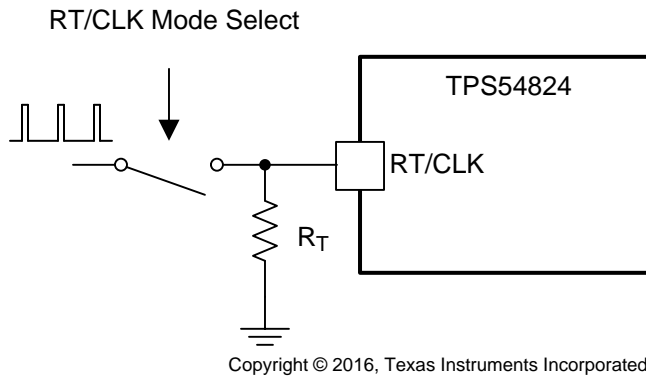 RT/CLK Mode Select
TPS54824
RT/CLK
RT
Copyright © 2016, Texas Instruments Incorporated